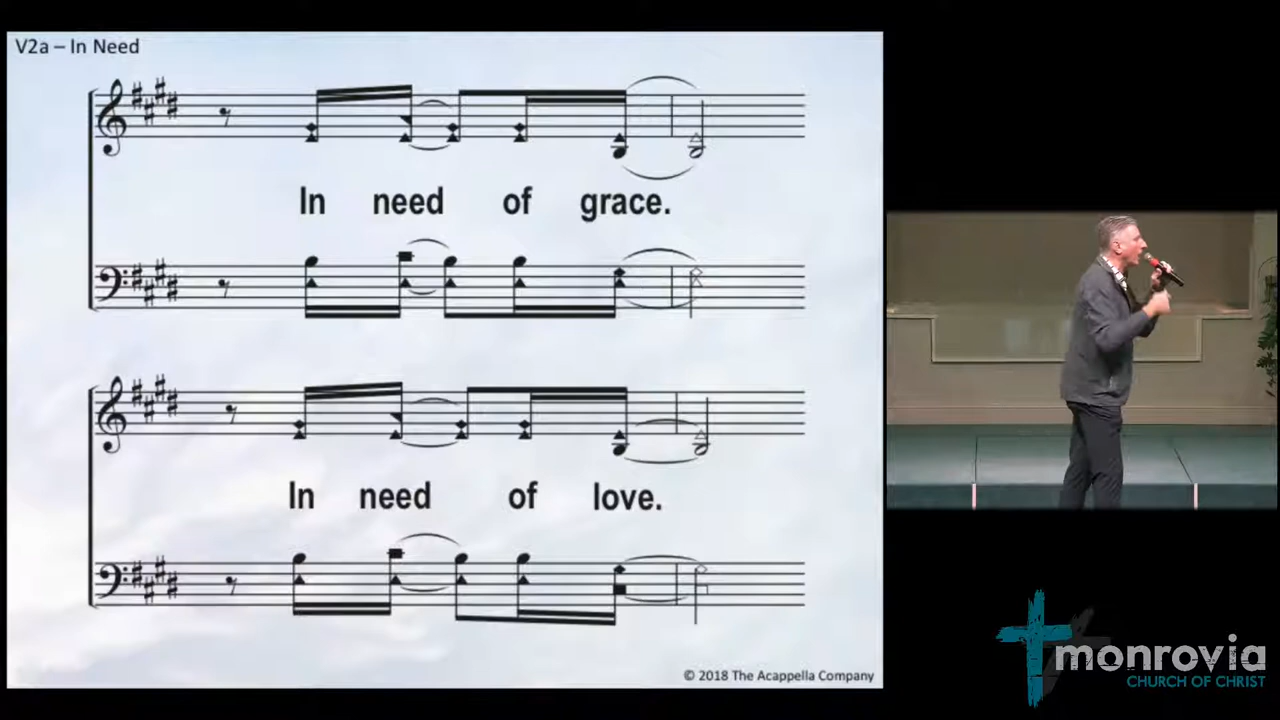 V2a – In Need
In need of grace.
In need of love.
© 2018 The Acappella Company
monrovia
CHURCH OF CHRIST